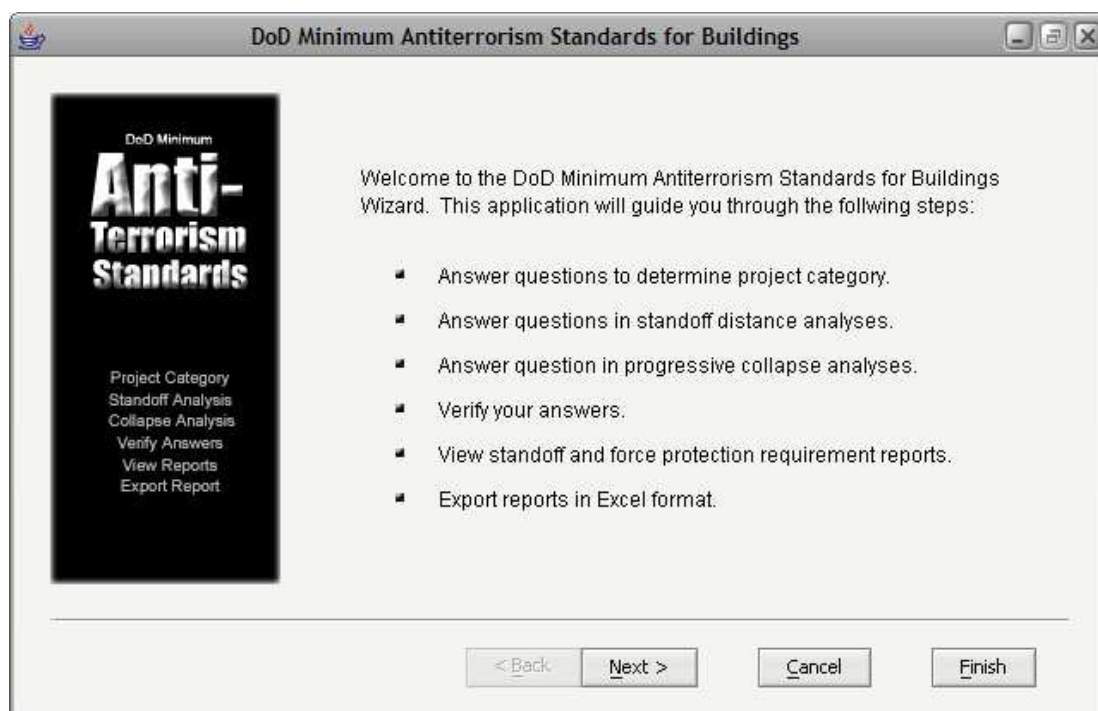 DoD Minimum Antiterrorism Standards for Buildings
DoD Minimum
Anti-
Terrorism
Standards
Project Category
Standoff Analysis
Collapse Analysis
Verify Answers
View Reports
Export Report
Welcome to the DoD Minimum Antiterrorism Standards for Buildings
Wizard. This application will guide you through the follwing steps:
Answer questions to determine project category.
Answer questions in standoff distance analyses.
Answer question in progressive collapse analyses.
Verify your answers.
View standoff and force protection requirement reports.
Export reports in Excel format.
< Back
Next >
Cancel
Finish